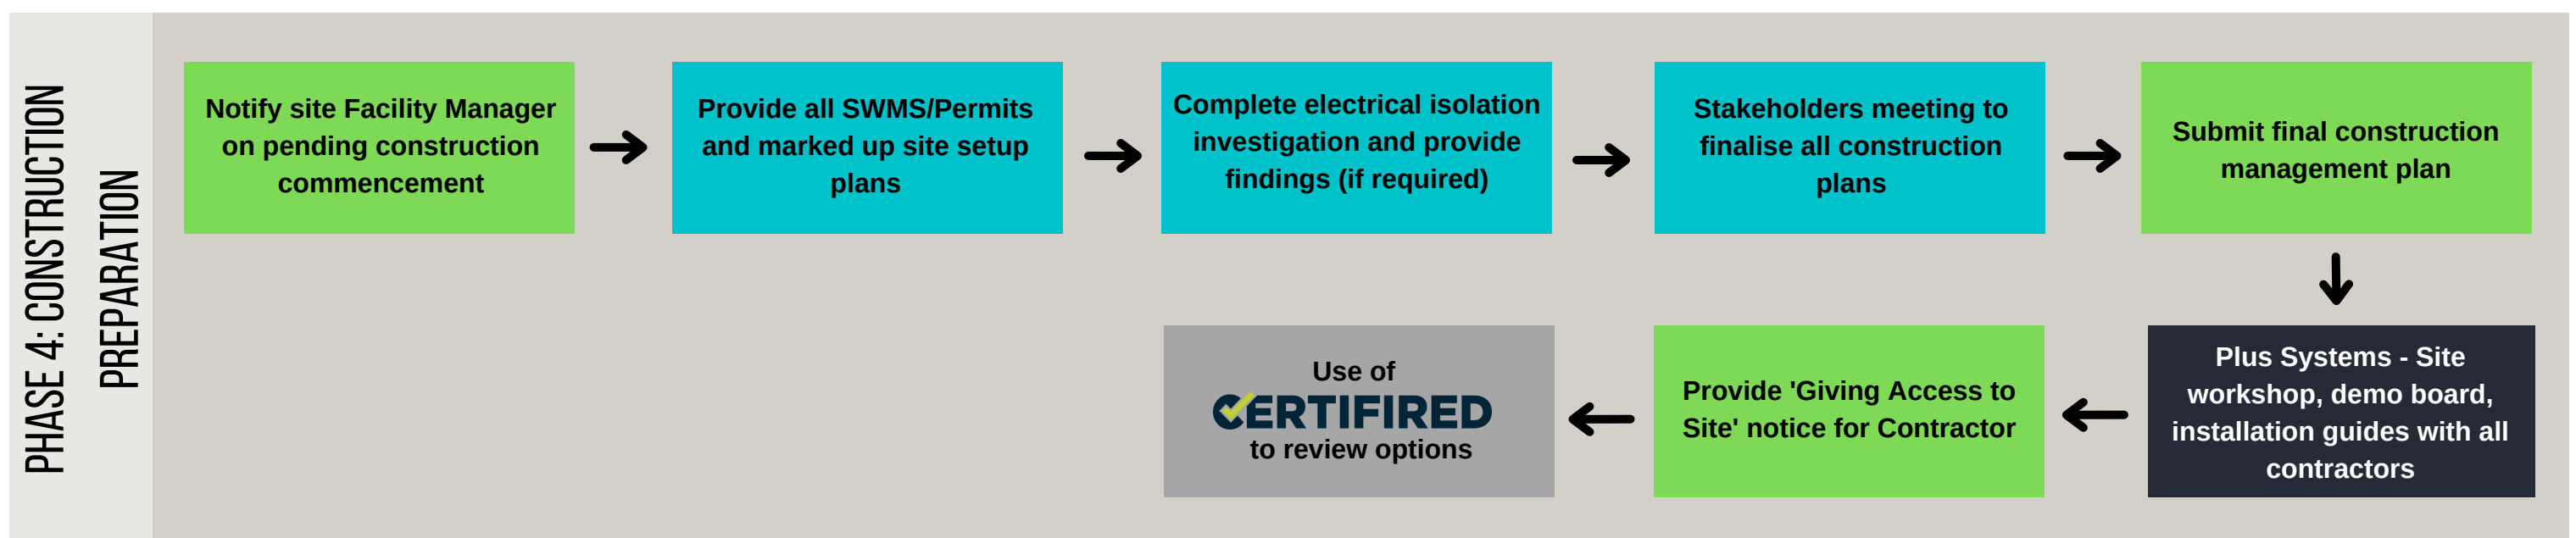 PHASE 4: CONSTRUCTION
PREPARATION
Notify site Facility Manager
on pending construction
commencement
Provide all SWMS/Permits
and marked up site setup
plans
Complete electrical isolation
investigation and provide
findings (if required)
Stakeholders meeting to
finalise all construction
plans
Submit final construction
management plan
Plus Systems - Site
workshop, demo board,
installation guides with all
contractors
Provide 'Giving Access to
Site' notice for Contractor
Use of
CERTIFIRED
to review options